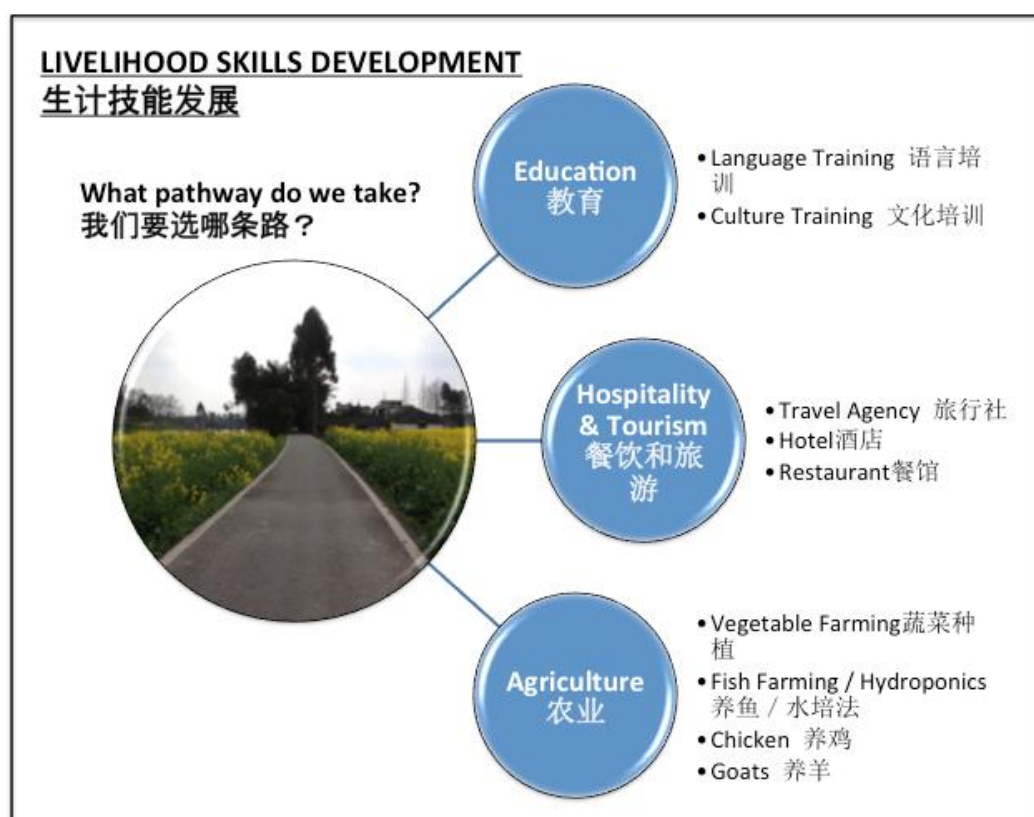 LIVELIHOOD SKILLS DEVELOPMENT
生计技能发展
What pathway do we take?
我们要选哪条路？
Education
教育
•Language Training 语言培
训
•Culture Training 文化培训
Hospitality
& Tourism
餐饮和旅
游
•Travel Agency 旅行社
•Hotel酒店
•Restaurant餐馆
Agriculture
农业
•Vegetable Farming蔬菜种
植
•Fish Farming / Hydroponics
养鱼 / 水培法
•Chicken 养鸡
•Goats 养羊